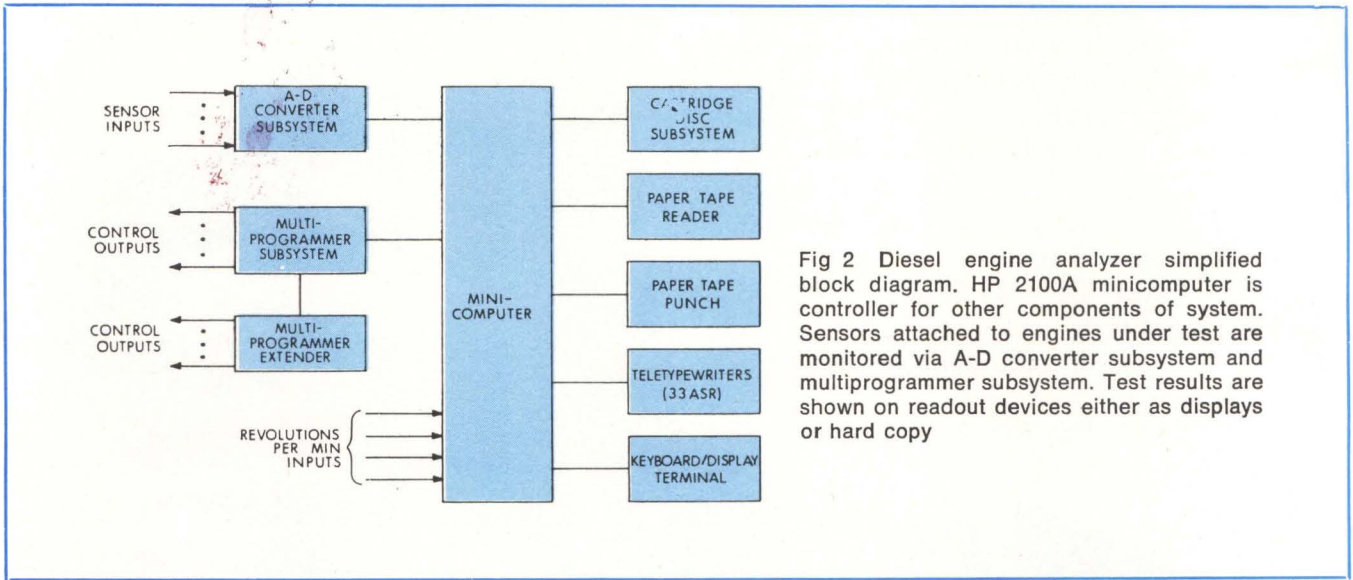 SENSOR
INPUTS
A-D
CONVERTER
SUBSYSTEM
CONTROL
OUTPUTS
MULTI-
PROGRAMMER
SUBSYSTEM
CONTROL
OUTPUTS
MULTI-
PROGRAMMER
EXTENDER
REVOLUTIONS
PER MIN
INPUTS
MINI-
COMPUTER
CARTRIDGE
DISC
SUBSYSTEM
PAPER TAPE
READER
PAPER TAPE
PUNCH
TELETYPEWRITERS
(33 ASR)
KEYBOARD/DISPLAY
TERMINAL
Fig 2 Diesel engine analyzer simplified
block diagram. HP 2100A minicomputer is
controller for other components of system.
Sensors attached to engines under test are
monitored via A-D converter subsystem and
multiprogrammer subsystem. Test results are
shown on readout devices either as displays
or hard copy